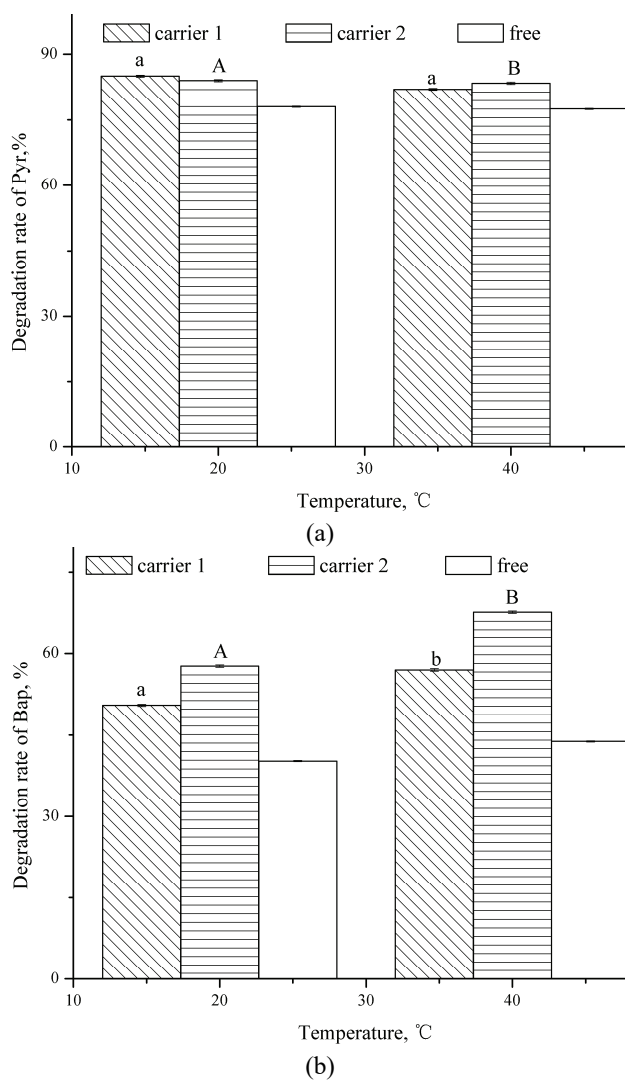 carrier 1 carrier 2 free
90
a A a B
60
30
0
10 20 30 40
Degradation rate of Pyr,%
Temperature, ℃
(a)
carrier 1 carrier 2 free
B
60
A b
a
30
0
10 20 30 40
Degradation rate of Bap, %
Temperature, ℃
(b)